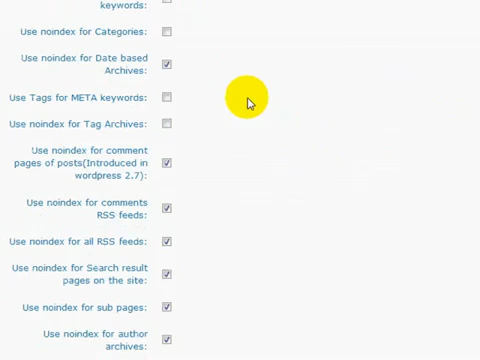 keywords:
Use noindex for Categories:
Use noindex for Date based
Archives:
Use Tags for META keywords:
Use noindex for Tag Archives:
Use noindex for comment
pages of posts(Introduced in
wordpress 2.7):
Use noindex for comments
RSS feeds:
Use noindex for all RSS feeds:
Use noindex for Search result
pages on the site:
Use noindex for sub pages:
Use noindex for author
archives: